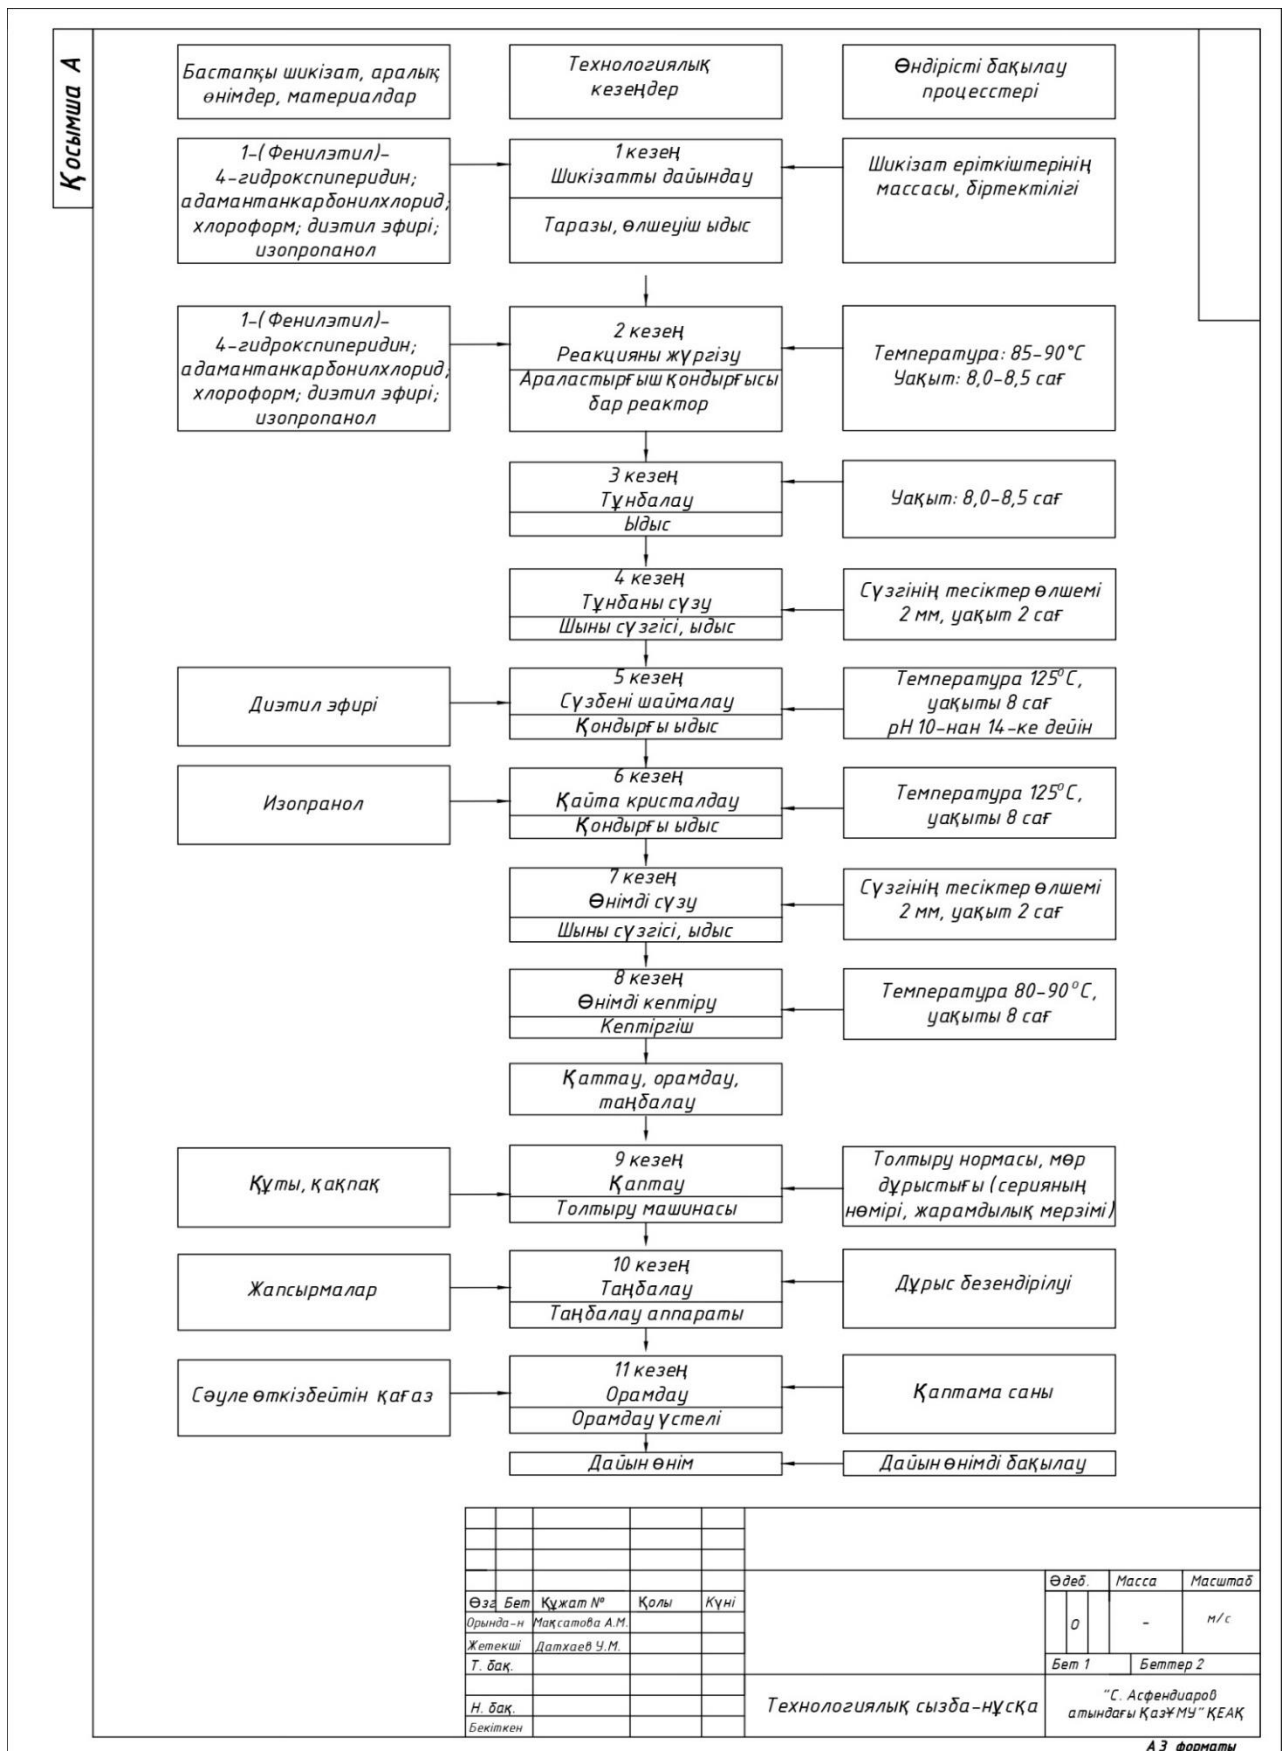 Қосымша А
Бастапқы шикізат, аралық
өнімдер, материалдар
Технологиялық
кезеңдер
Өндірісті бақылау
процесстері
1-(Фенилэтил)-
4-гидрокспиперидин;
адамантанкарбонилхлорид;
хлороформ; диэтил эфирі;
изопропанол
1 кезең
Шикізатты дайындау
Таразы, өлшеуіш ыдыс
Шикізат еріткіштерінің
массасы, біртектілігі
1-(Фенилэтил)-
4-гидрокспиперидин;
адамантанкарбонилхлорид;
хлороформ; диэтил эфирі;
изопропанол
2 кезең
Реакцияны жүргізу
Араластырғыш қондырғысы
бар реактор
Температура: 85-90°С
Уақыт: 8,0-8,5 сағ
3 кезең
Тұнбалау
Ыдыс
Уақыт: 8,0-8,5 сағ
4 кезең
Тұнбаны сүзу
Шыны сүзгісі, ыдыс
Сүзгінің тесіктер өлшемі
2 мм, уақыт 2 сағ
Диэтил эфирі
5 кезең
Сүзбені шаймалау
Қондырғы ыдыс
Температура 125°С,
уақыты 8 сағ
рН 10-нан 14-ке дейін
Изопранол
6 кезең
Қайта кристалдау
Қондырғы ыдыс
Температура 125°С,
уақыты 8 сағ
7 кезең
Өнімді сүзу
Шыны сүзгісі, ыдыс
Сүзгінің тесіктер өлшемі
2 мм, уақыт 2 сағ
8 кезең
Өнімді кептіру
Кептіргіш
Температура 80-90°С,
уақыты 8 сағ
Қаттау, орамдау,
таңбалау
Құты, қақпақ
9 кезең
Қаптау
Толтыру машинасы
Толтыру нормасы, мөр
дұрыстығы (серияның
нөмірі, жарамдылық мерзімі)
Жапсырмалар
10 кезең
Таңбалау
Таңбалау аппараты
Дұрыс безендірілуі
Сәуле өткізбейтін қағаз
11 кезең
Орамдау
Орамдау үстелі
Қаптама саны
Дайын өнім
Дайын өнімді бақылау
Өзг Бет Құжат № Қолы Күні
Орында-н Мақсатова А.М.
Жетекші Датхаев У.М.
Т. бақ.
Н. бақ.
Бекіткен
Технологиялық сызба-нұсқа
Әдеб. Масса Масштаб
0 - м/с
Бет 1 Беттер 2
"С. Асфендиаров
атындағы ҚазҰМУ" КЕАҚ
А3 форматы